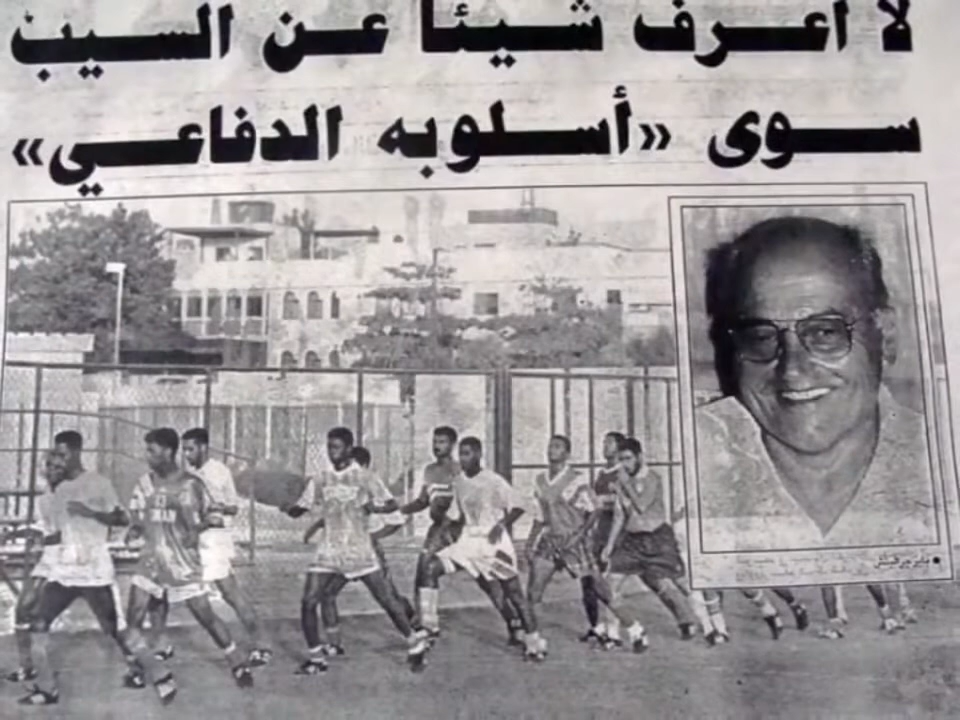 لا أعرف شيئاً عن السيب
سوى «أسلوبه الدفاعي»